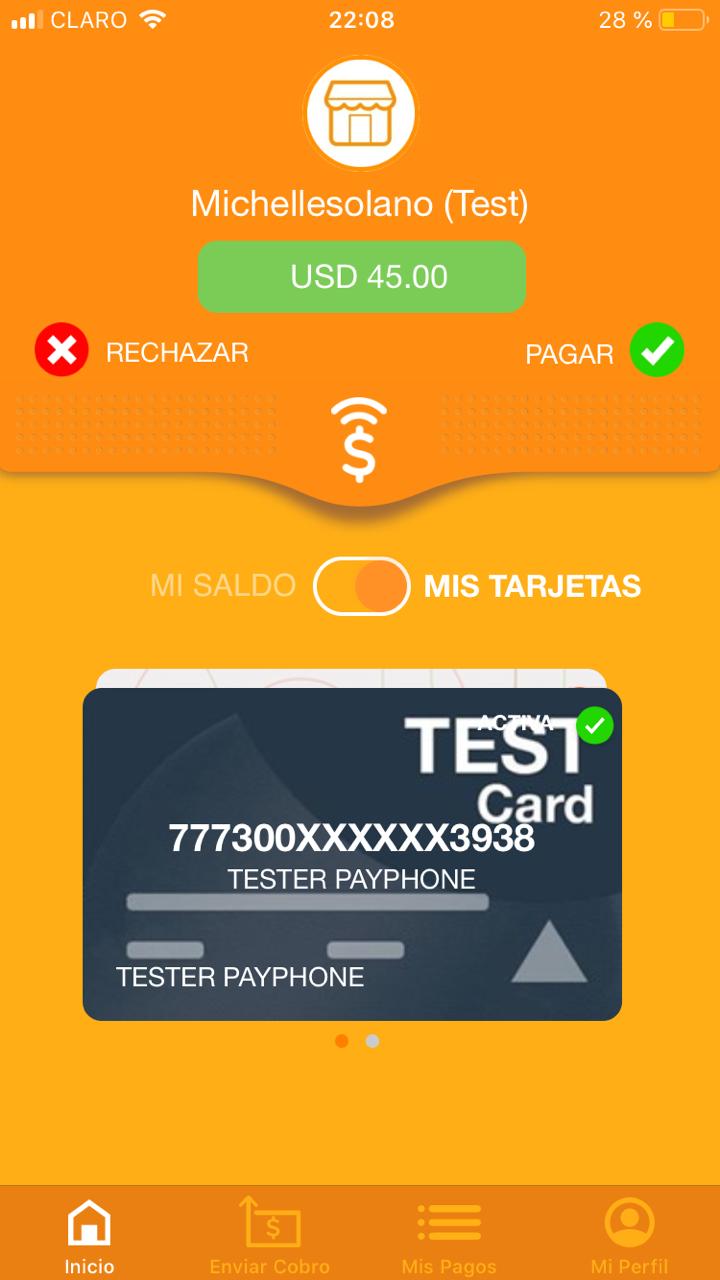 CLARO 22:08 28 %
Michellesolano (Test)
USD 45.00
RECHAZAR PAGAR
$
MI SALDO MIS TARJETAS
ACTIVA
TEST
Card
777300XXXXXX3938
TESTER PAYPHONE
TESTER PAYPHONE
$
Inicio Enviar Cobro Mis Pagos Mi Perfil